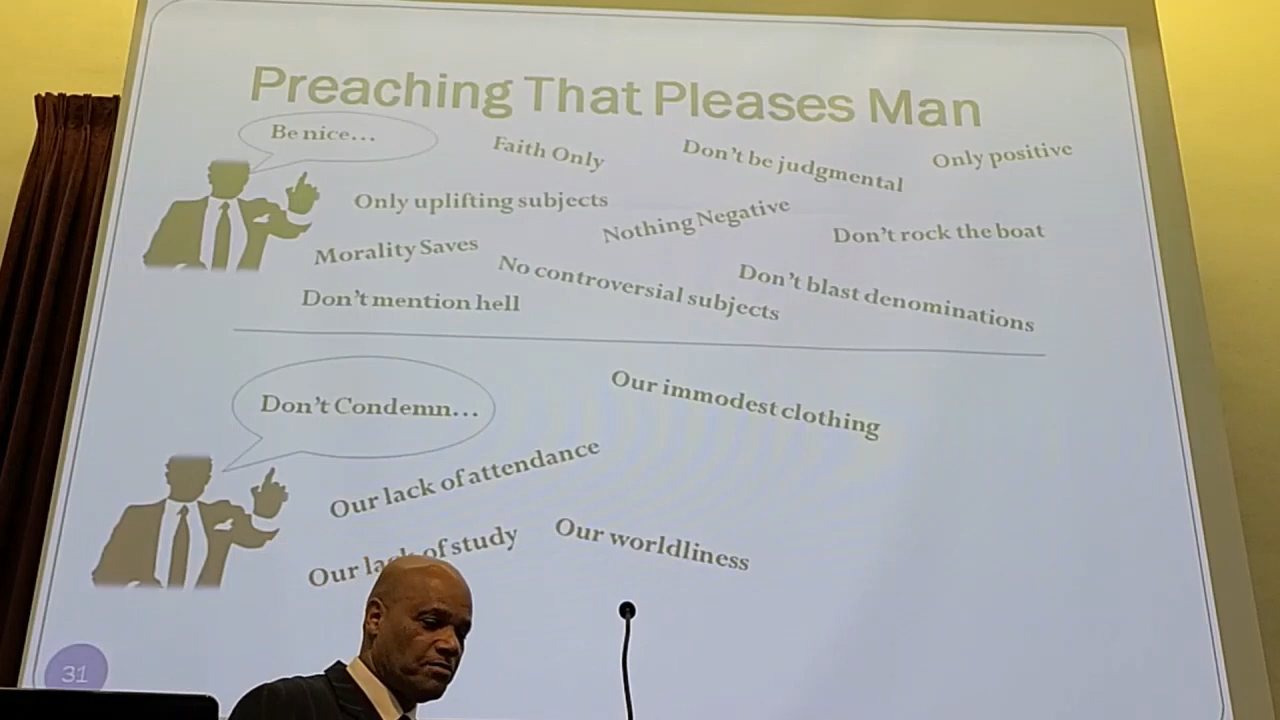 Preaching That Pleases Man
Be nice...
Faith Only
Don't be judgmental
Only positive
Only uplifting subjects
Nothing Negative
Don't rock the boat
Morality Saves
No controversial subjects
Don't blast denominations
Don't mention hell
Don't Condemn...
Our immodest clothing
Our lack of attendance
Our lack of study
Our worldliness
31